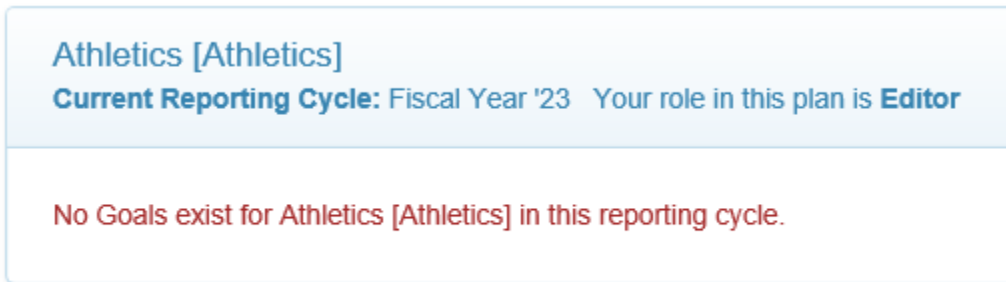 Athletics [Athletics]
Current Reporting Cycle: Fiscal Year '23 Your role in this plan is Editor
No Goals exist for Athletics [Athletics] in this reporting cycle.